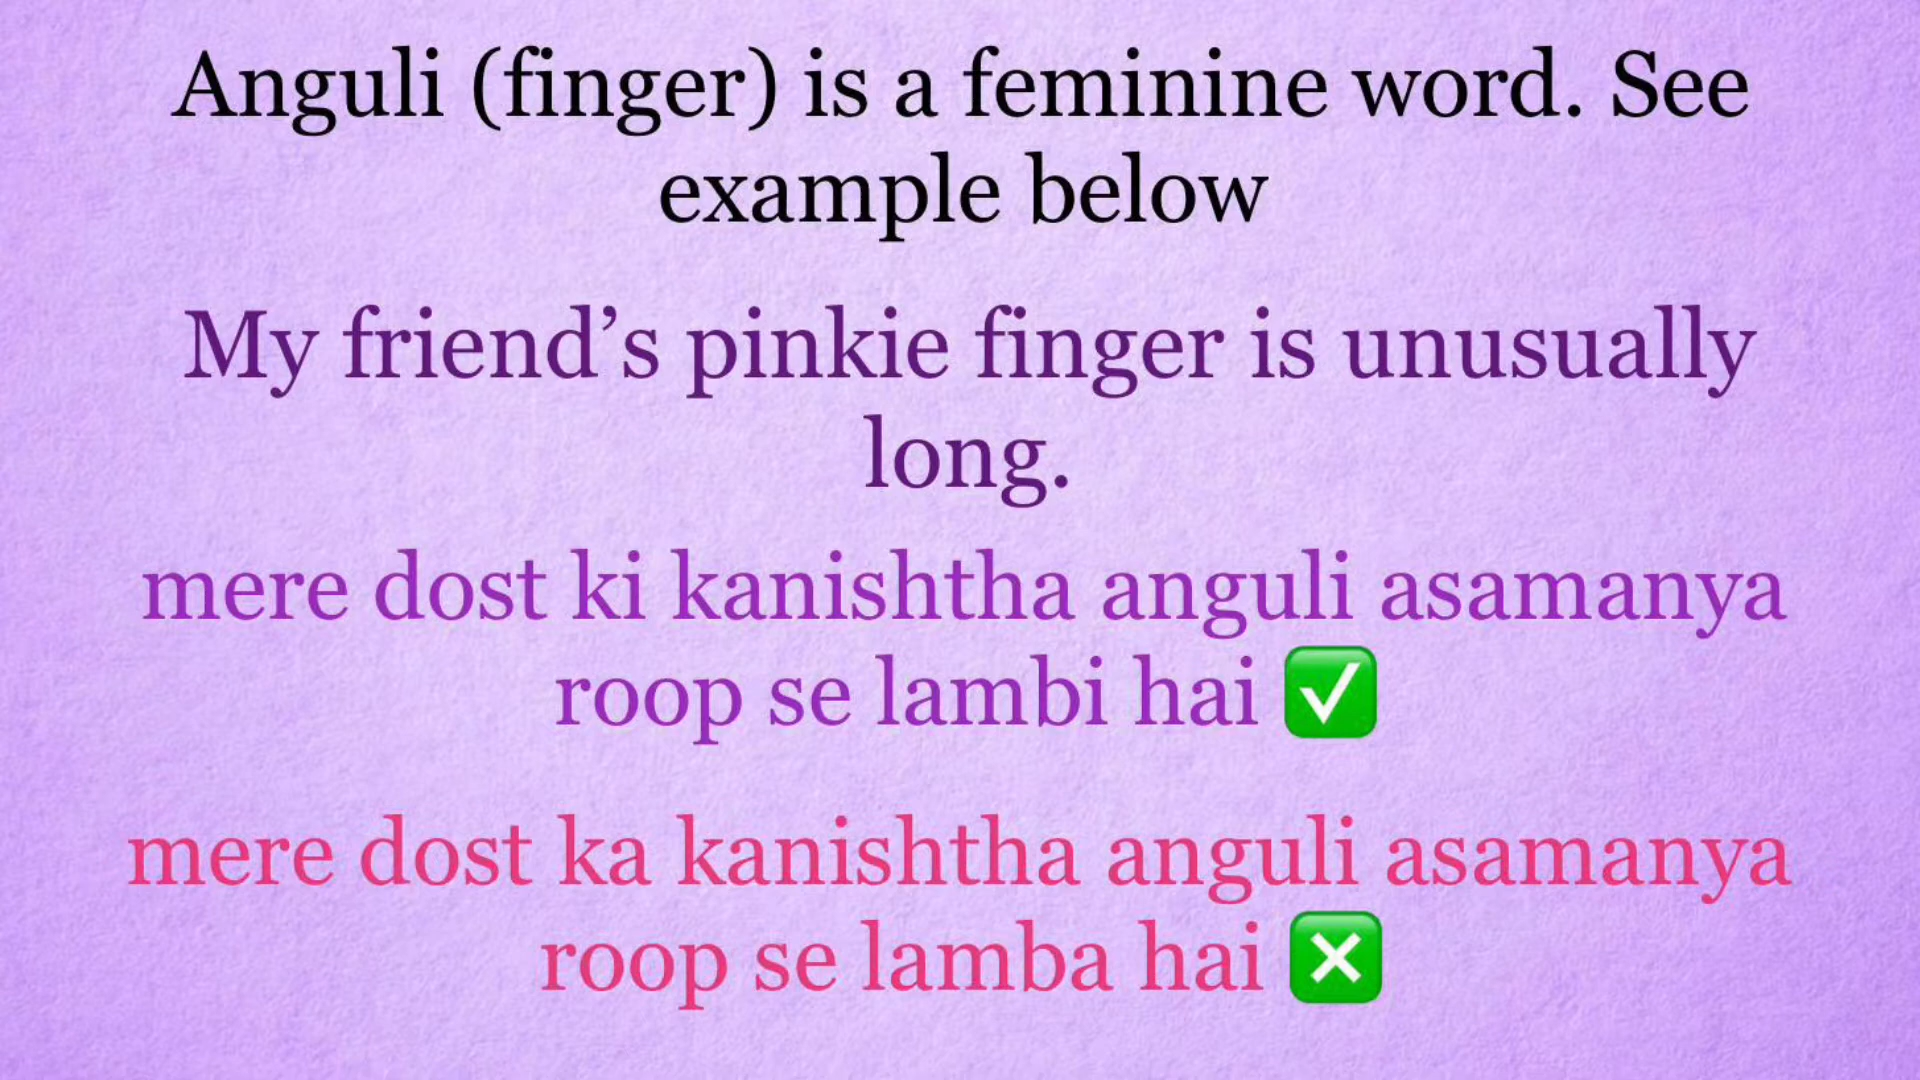 Anguli (finger) is a feminine word. See
example below
My friend’s pinkie finger is unusually
long.
mere dost ki kanishtha anguli asamanya
roop se lambi hai ✅
mere dost ka kanishtha anguli asamanya
roop se lamba hai ❎